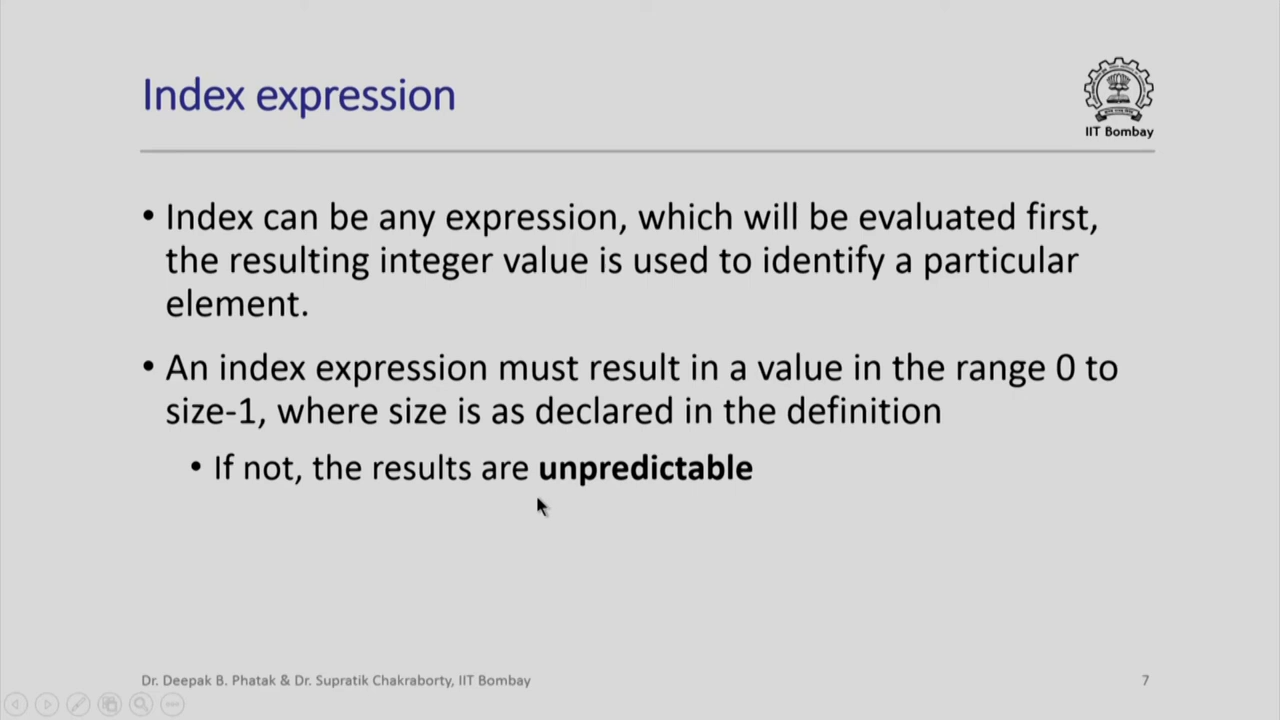 Index expression
IIT Bombay
• Index can be any expression, which will be evaluated first,
the resulting integer value is used to identify a particular
element.
• An index expression must result in a value in the range 0 to
size-1, where size is as declared in the definition
• If not, the results are unpredictable
Dr. Deepak B. Phatak & Dr. Supratik Chakraborty, IIT Bombay
7